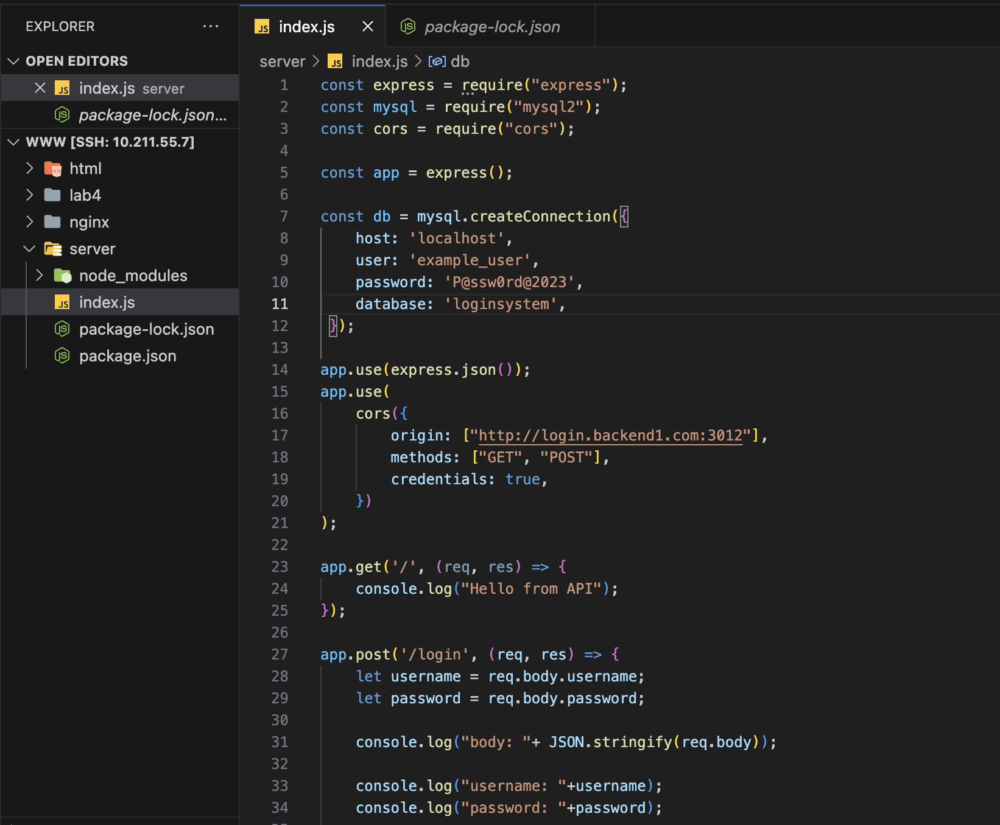 EXPLORER
OPEN EDITORS
index.js server
package-lock.json...
WWW [SSH: 10.211.55.7]
html
lab4
nginx
server
node_modules
index.js
package-lock.json
package.json
index.js
package-lock.json
server > index.js > db
1 const express = require("express");
2 const mysql = require("mysql2");
3 const cors = require("cors");
4
5 const app = express();
6
7 const db = mysql.createConnection({
8     host: 'localhost',
9     user: 'example_user',
10     password: 'P@ssw0rd@2023',
11     database: 'loginsystem',
12  });
13
14 app.use(express.json());
15 app.use(
16     cors({
17         origin: ["http://login.backend1.com:3012"],
18         methods: ["GET", "POST"],
19         credentials: true,
20     })
21 );
22
23 app.get('/', (req, res) => {
24     console.log("Hello from API");
25 });
26
27 app.post('/login', (req, res) => {
28     let username = req.body.username;
29     let password = req.body.password;
30
31     console.log("body: "+ JSON.stringify(req.body));
32
33     console.log("username: "+username);
34     console.log("password: "+password);